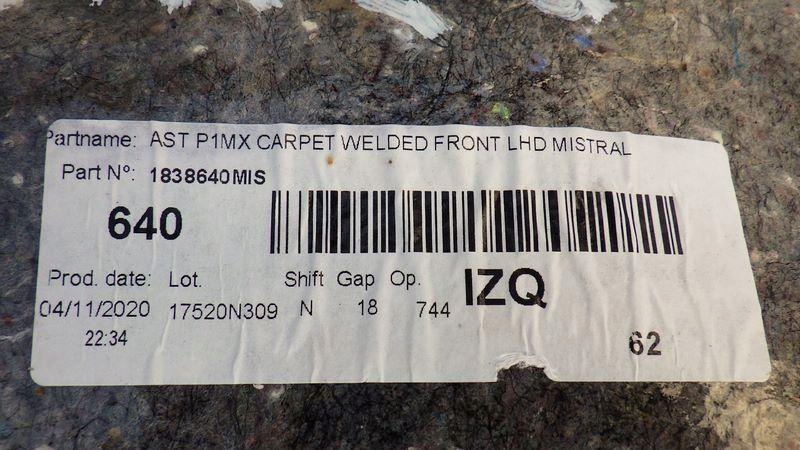 Partname: AST P1MX CARPET WELDED FRONT LHD MISTRAL
Part Nº: 1838640MIS
640
Prod. date: Lot. Shift Gap Op. IZQ
04/11/2020 17520N309 N 18 744
22:34 62